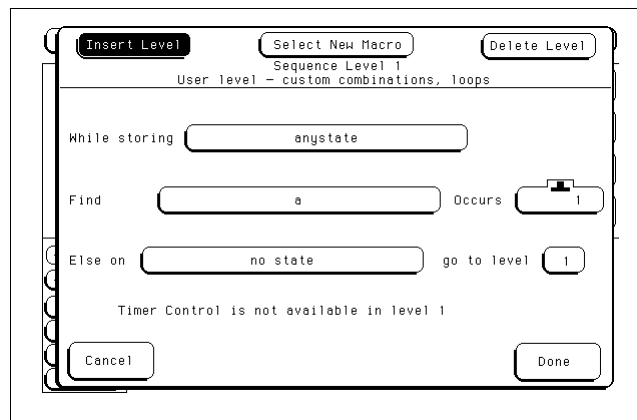 Insert Level Select New Macro Delete Level
Sequence Level 1
User level – custom combinations, loops
While storing anystate
Find a Occurs 1
Else on no state go to level 1
Timer Control is not available in level 1
Cancel Done